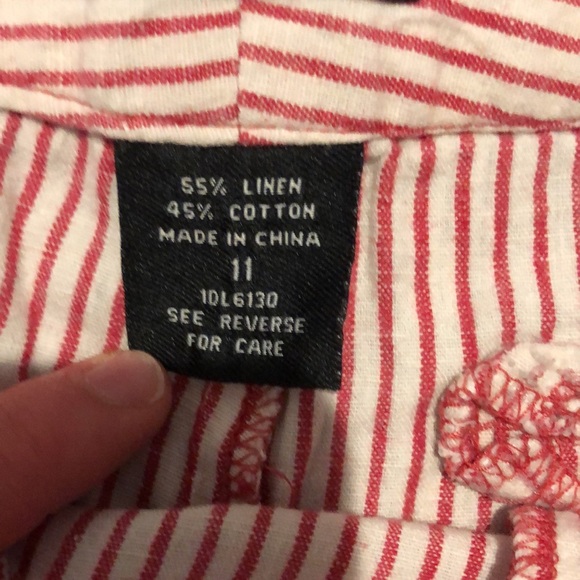 55% LINEN
45% COTTON
MADE IN CHINA
11
1DL6130
SEE REVERSE
FOR CARE